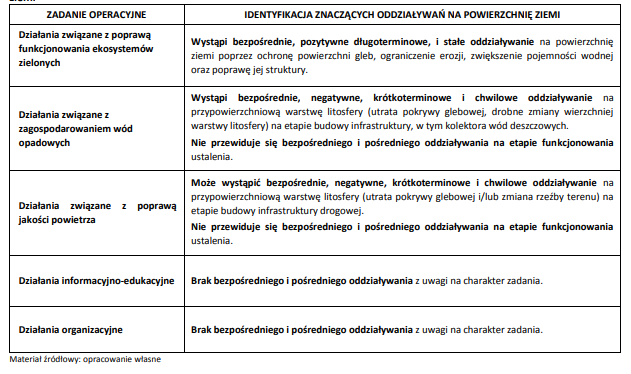 ZADANIE OPERACYJNE
IDENTYFIKACJA ZNACZĄCYCH ODDZIAŁYWAŃ NA POWIERZCHNIĘ ZIEMI
Działania związane z poprawą
funkcjonowania ekosystemów
zielonych
Wystąpi bezpośrednie, pozytywne długoterminowe, i stałe oddziaływanie na powierzchnię
ziemi poprzez ochronę powierzchni gleb, ograniczenie erozji, zwiększenie pojemności wodnej
oraz poprawę jej struktury.
Działania związane z
zagospodarowaniem wód
opadowych
Wystąpi bezpośrednie, negatywne, krótkoterminowe i chwilowe oddziaływanie na
przypowierzchniową warstwę litosfery (utrata pokrywy glebowej, drobne zmiany wierzchniej
warstwy litosfery) na etapie budowy infrastruktury, w tym kolektora wód deszczowych.
Nie przewiduje się bezpośredniego i pośredniego oddziaływania na etapie funkcjonowania
ustalenia.
Działania związane z poprawą
jakości powietrza
Może wystąpić bezpośrednie, negatywne, krótkoterminowe i chwilowe oddziaływanie na
przypowierzchniową warstwę litosfery (utrata pokrywy glebowej i/lub zmiana rzeźby terenu) na
etapie budowy infrastruktury drogowej.
Nie przewiduje się bezpośredniego i pośredniego oddziaływania na etapie funkcjonowania
ustalenia.
Działania informacyjno-edukacyjne
Brak bezpośredniego i pośredniego oddziaływania z uwagi na charakter zadania.
Działania organizacyjne
Brak bezpośredniego i pośredniego oddziaływania z uwagi na charakter zadania.
Materiał źródłowy: opracowanie własne